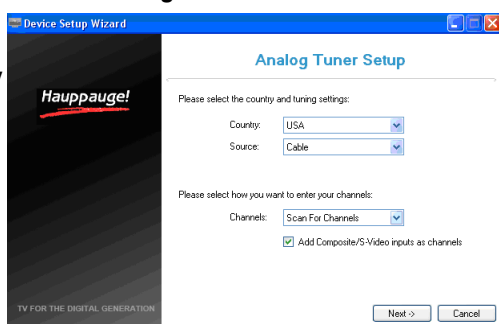 Device Setup Wizard
Analog Tuner Setup
Hauppauge!
Please select the country and tuning settings:
Country: USA
Source: Cable
Please select how you want to enter your channels:
Channels: Scan For Channels
Add Composite/S-Video inputs as channels
TV FOR THE DIGITAL GENERATION
Next -> Cancel